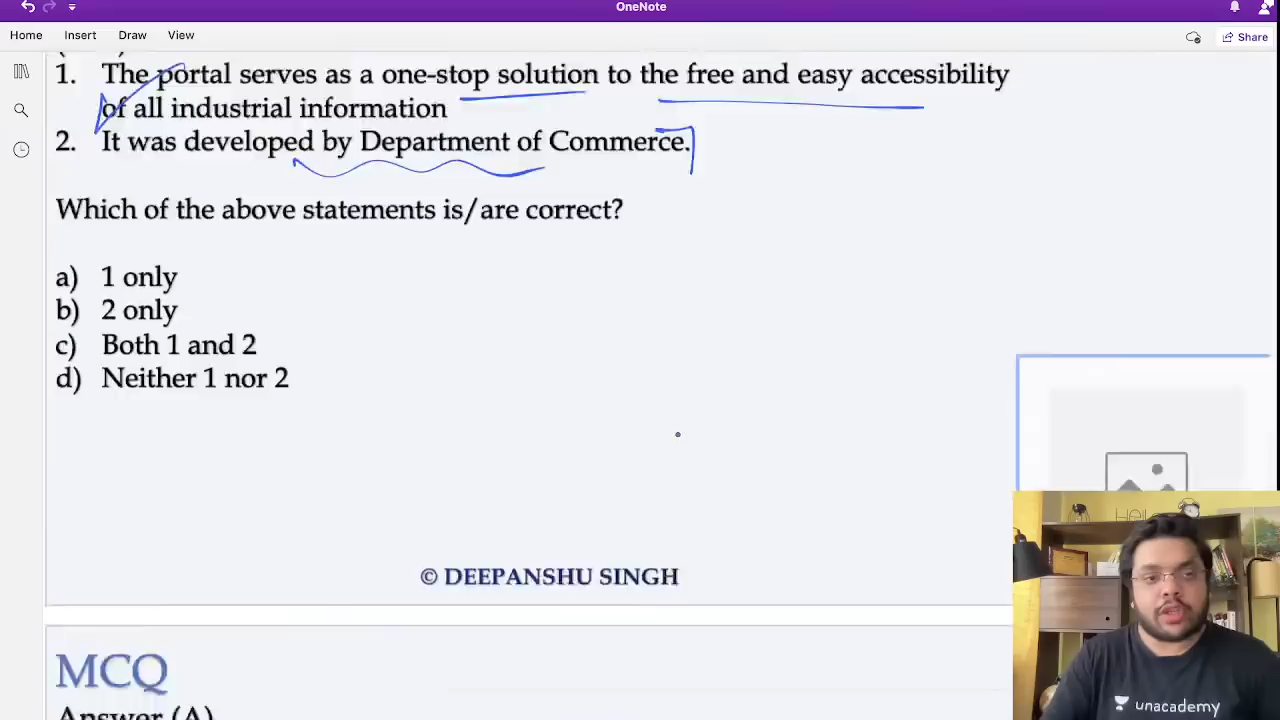 OneNote
Home Insert Draw View Share
1. The portal serves as a one-stop solution to the free and easy accessibility
of all industrial information
2. It was developed by Department of Commerce.
Which of the above statements is/are correct?
a) 1 only
b) 2 only
c) Both 1 and 2
d) Neither 1 nor 2
© DEEPANSHU SINGH
MCQ
Answer (A)
unacademy